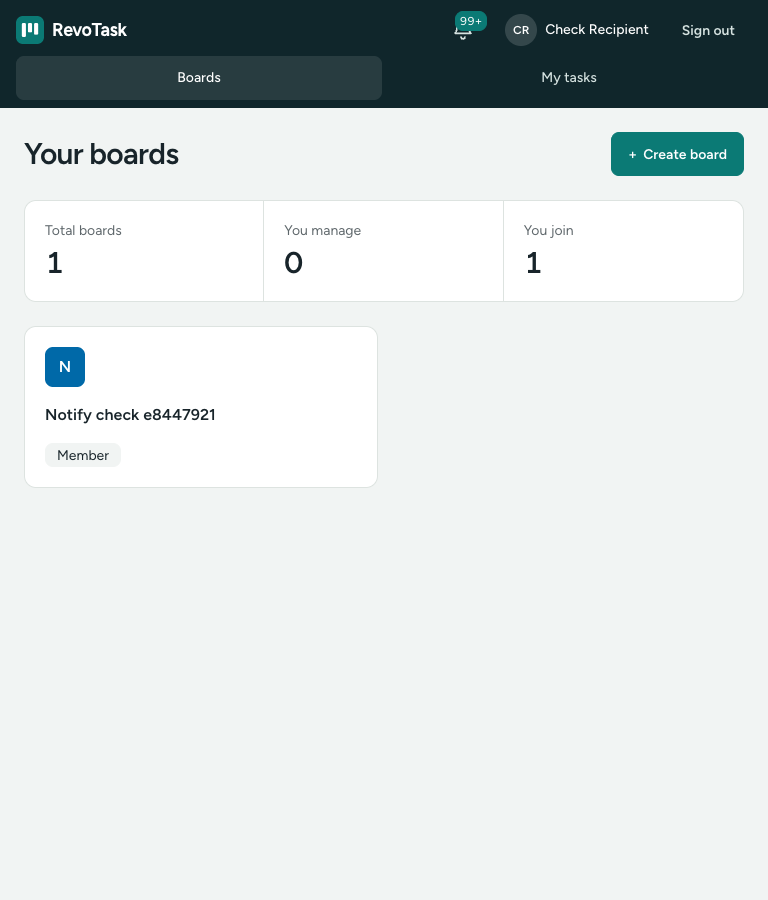 RevoTask
99+
CR
Check Recipient
Sign out
Boards
My tasks
Your boards
+ Create board
Total boards
1
You manage
0
You join
1
N
Notify check e8447921
Member